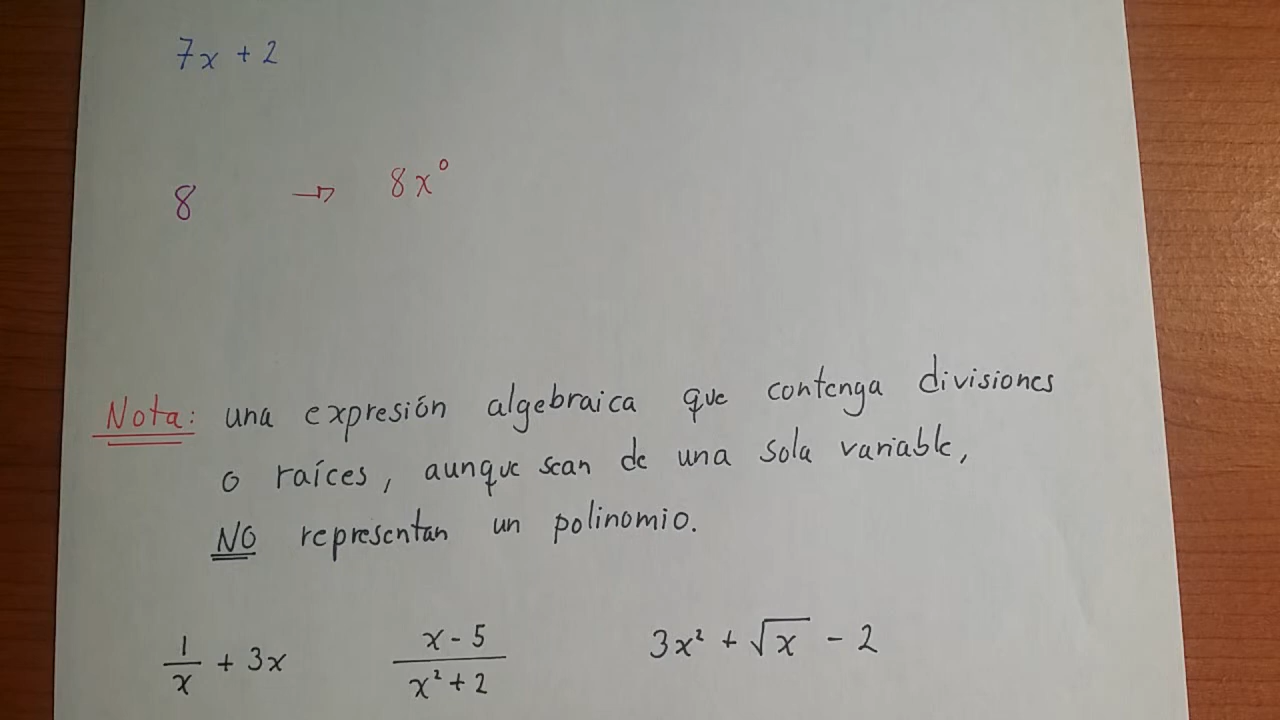 7x + 2
8 → 8x⁰
Nota: una expresión algebraica que contenga divisiones
o raíces, aunque sean de una sola variable,
NO representan un polinomio.
1/x + 3x (x - 5)/(x² + 2) 3x² + √x - 2